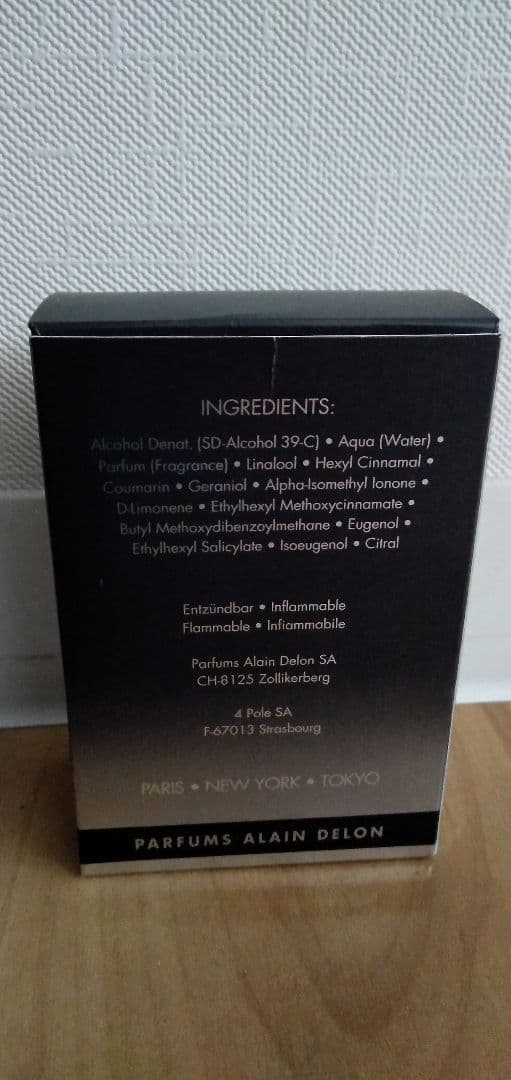 INGREDIENTS:
Alcohol Denat. (SD-Alcohol 39-C) • Aqua (Water) •
Parfum (Fragrance) • Linalool • Hexyl Cinnamal •
Coumarin • Geraniol • Alpha-Isomethyl Ionone •
D-Limonene • Ethylhexyl Methoxycinnamate •
Butyl Methoxydibenzoylmethane • Eugenol •
Ethylhexyl Salicylate • Isoeugenol • Citral
Entzündbar • Inflammable
Flammable • Infiammabile
Parfums Alain Delon SA
CH-8125 Zollikerberg
4 Pole SA
F-67013 Strasbourg
PARIS • NEW YORK • TOKYO
PARFUMS ALAIN DELON